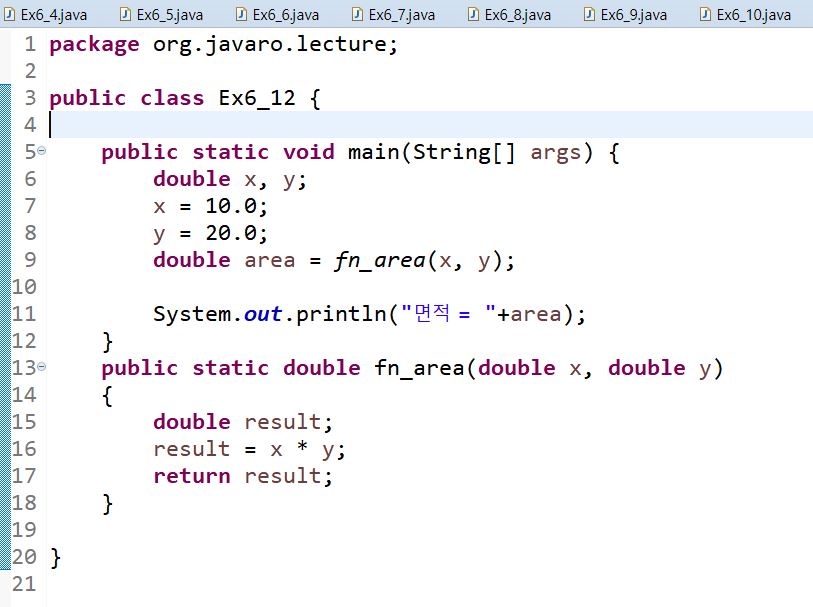 Ex6_4.java Ex6_5.java Ex6_6.java Ex6_7.java Ex6_8.java Ex6_9.java Ex6_10.java
1 package org.javaro.lecture;
2
3 public class Ex6_12 {
4
5 public static void main(String[] args) {
6 double x, y;
7 x = 10.0;
8 y = 20.0;
9 double area = fn_area(x, y);
10
11 System.out.println("면적 = "+area);
12 }
13 public static double fn_area(double x, double y)
14 {
15 double result;
16 result = x * y;
17 return result;
18 }
19
20 }
21